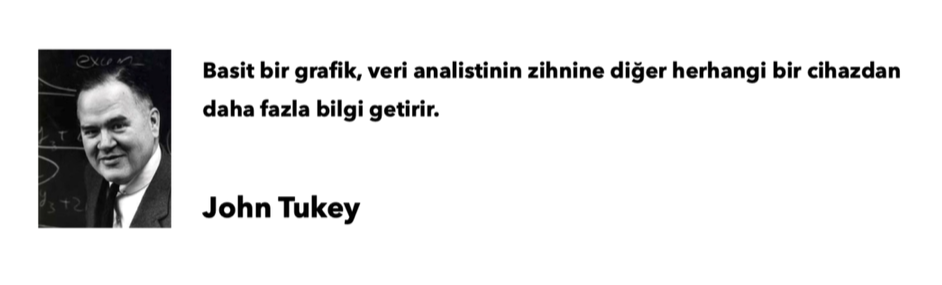 Basit bir grafik, veri analistinin zihnine diğer herhangi bir cihazdan
daha fazla bilgi getirir.
John Tukey